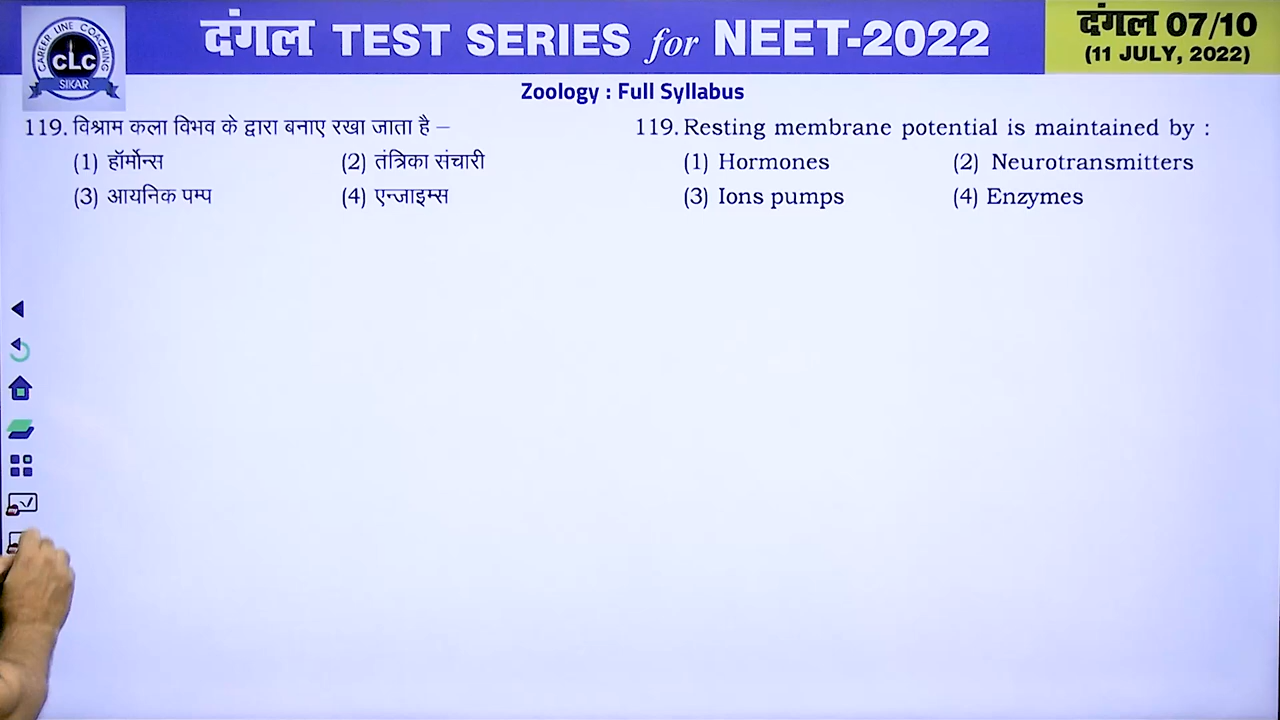 CAREER LINE COACHING
CLC
SIKAR
दंगल TEST SERIES for NEET-2022
दंगल 07/10
(11 JULY, 2022)
Zoology : Full Syllabus
119. विश्राम कला विभव के द्वारा बनाए रखा जाता है –
(1) हॉर्मोन्स (2) तंत्रिका संचारी
(3) आयनिक पम्प (4) एन्जाइम्स
119. Resting membrane potential is maintained by :
(1) Hormones (2) Neurotransmitters
(3) Ions pumps (4) Enzymes